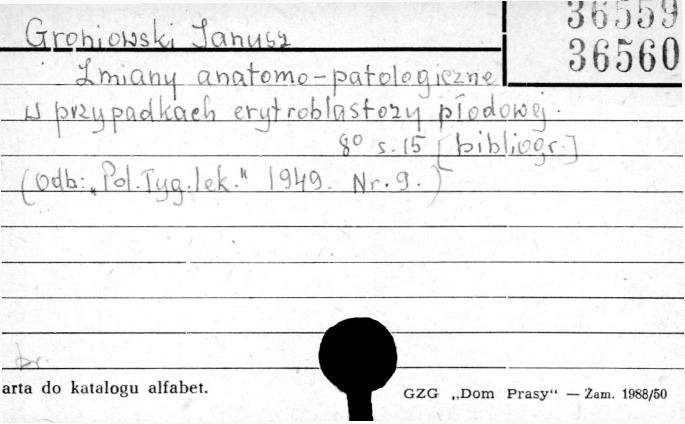 36559
36560
Groniowski Janusz
Zmiany anatomo-patologiczne
w przypadkach erytroblastozy płodowej.
8° s. 15 [bibliogr.]
(Odb: „Pol. Tyg. lek." 1949. Nr. 9.)
br.
arta do katalogu alfabet.
GZG „Dom Prasy" — Zam. 1988/50